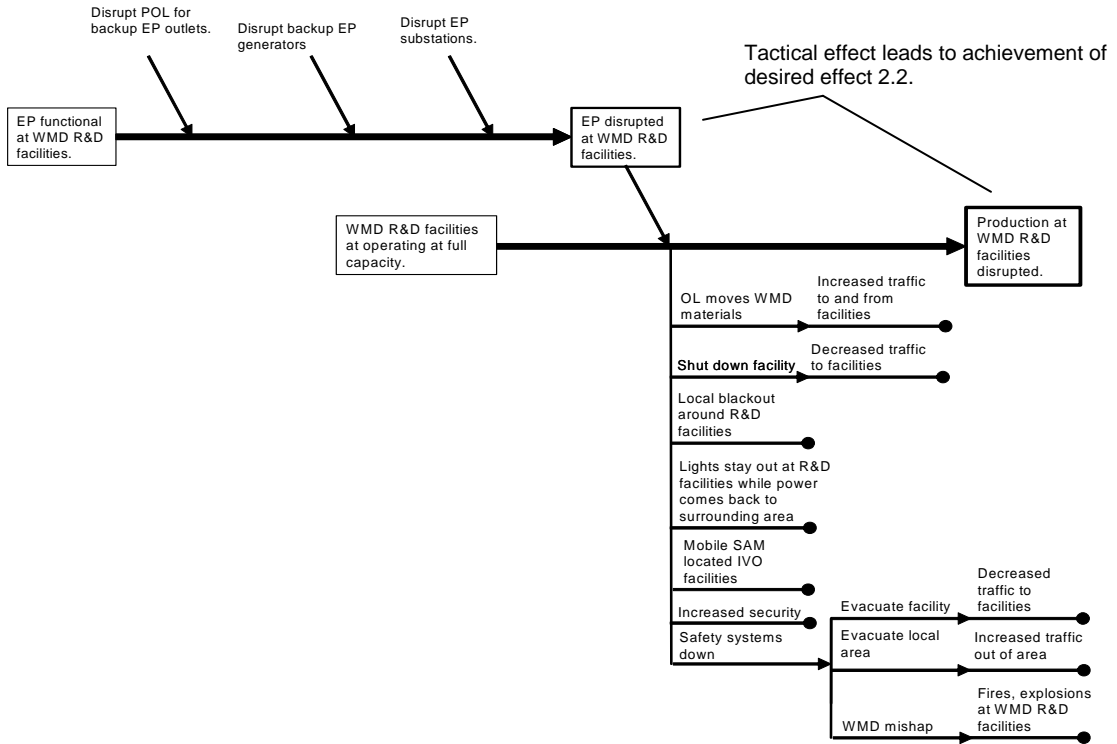 Disrupt POL for
backup EP outlets.
Disrupt backup EP
generators
Disrupt EP
substations.
Tactical effect leads to achievement of
desired effect 2.2.
EP functional
at WMD R&D
facilities.
EP disrupted
at WMD R&D
facilities.
WMD R&D facilities
at operating at full
capacity.
Production at
WMD R&D
facilities
disrupted.
OL moves WMD
materials
Increased traffic
to and from
facilities
Shut down facility
Decreased traffic
to facilities
Local blackout
around R&D
facilities
Lights stay out at R&D
facilities while power
comes back to
surrounding area
Mobile SAM
located IVO
facilities
Increased security
Safety systems
down
Evacuate facility
Decreased
traffic to
facilities
Evacuate local
area
Increased traffic
out of area
WMD mishap
Fires, explosions
at WMD R&D
facilities